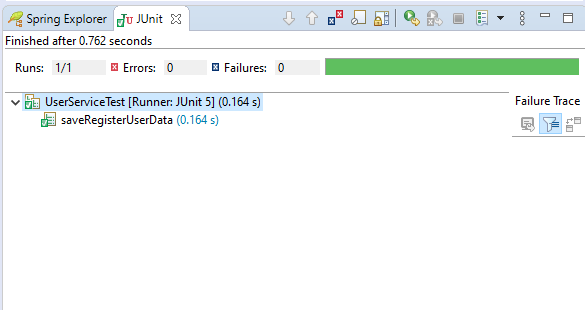 Spring Explorer JUnit
Finished after 0.762 seconds
Runs: 1/1 Errors: 0 Failures: 0
UserServiceTest [Runner: JUnit 5] (0.164 s)
Failure Trace
saveRegisterUserData (0.164 s)